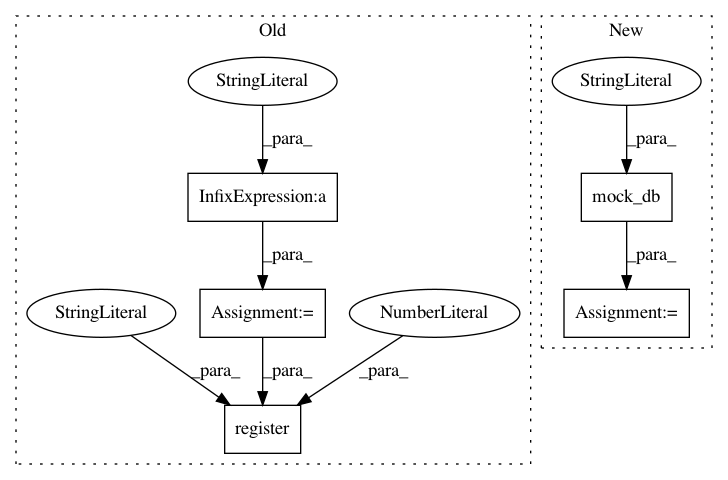 Old
New
StringLiteral
StringLiteral
_para_
_para_
InfixExpression:a
mock_db
_para_
_para_
StringLiteral
Assignment:=
NumberLiteral
Assignment:=
_para_
_para_
_para_
register